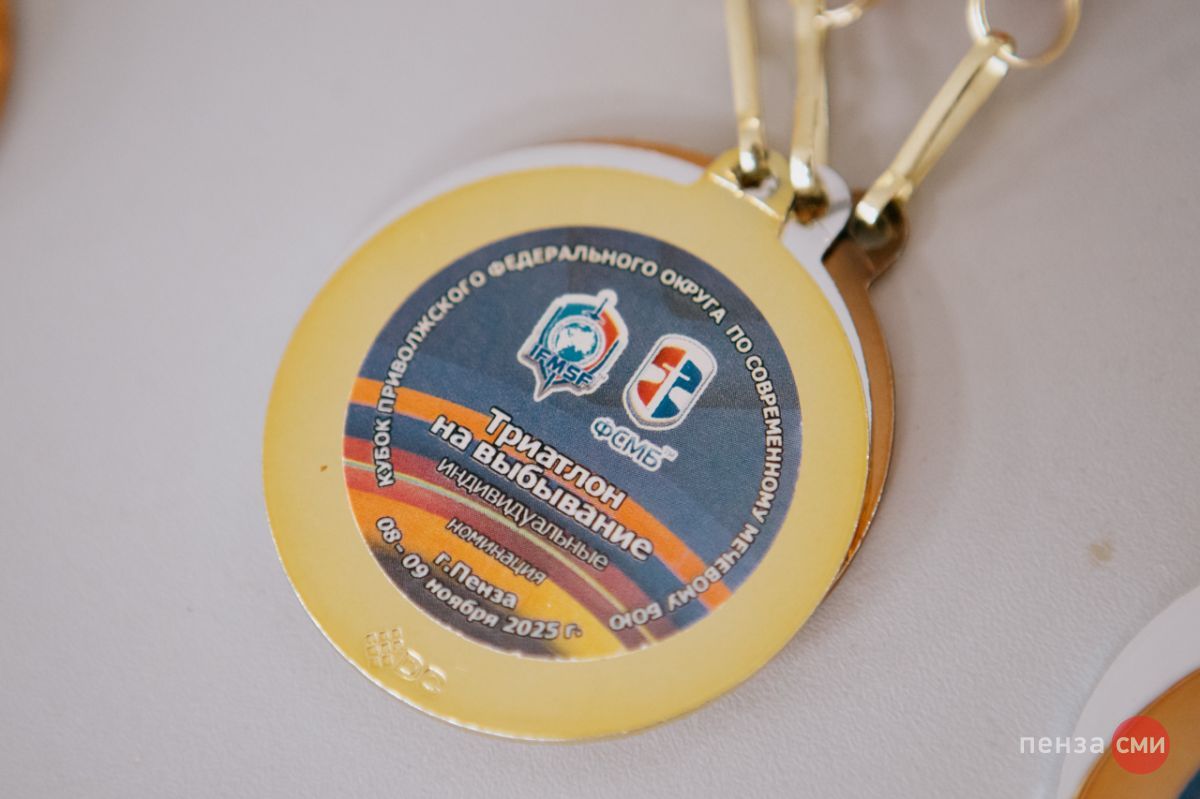 КУБОК ПРИВОЛЖСКОГО ФЕДЕРАЛЬНОГО ОКРУГА ПО СОВРЕМЕННОМУ МЕЧЕВОМУ БОЮ
IFMSF
ФСМБ
Триатлон
на выбывание
индивидуальные
номинация
г.Пенза
08 - 09 ноября 2025 г.
DC
пенза сми